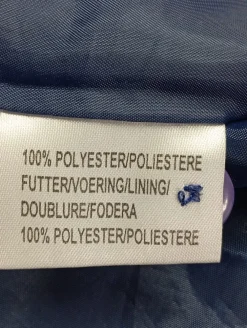 100% POLYESTER/POLIESTERE
FUTTER/VOERING/LINING/
DOUBLURE/FODERA
100% POLYESTER/POLIESTERE